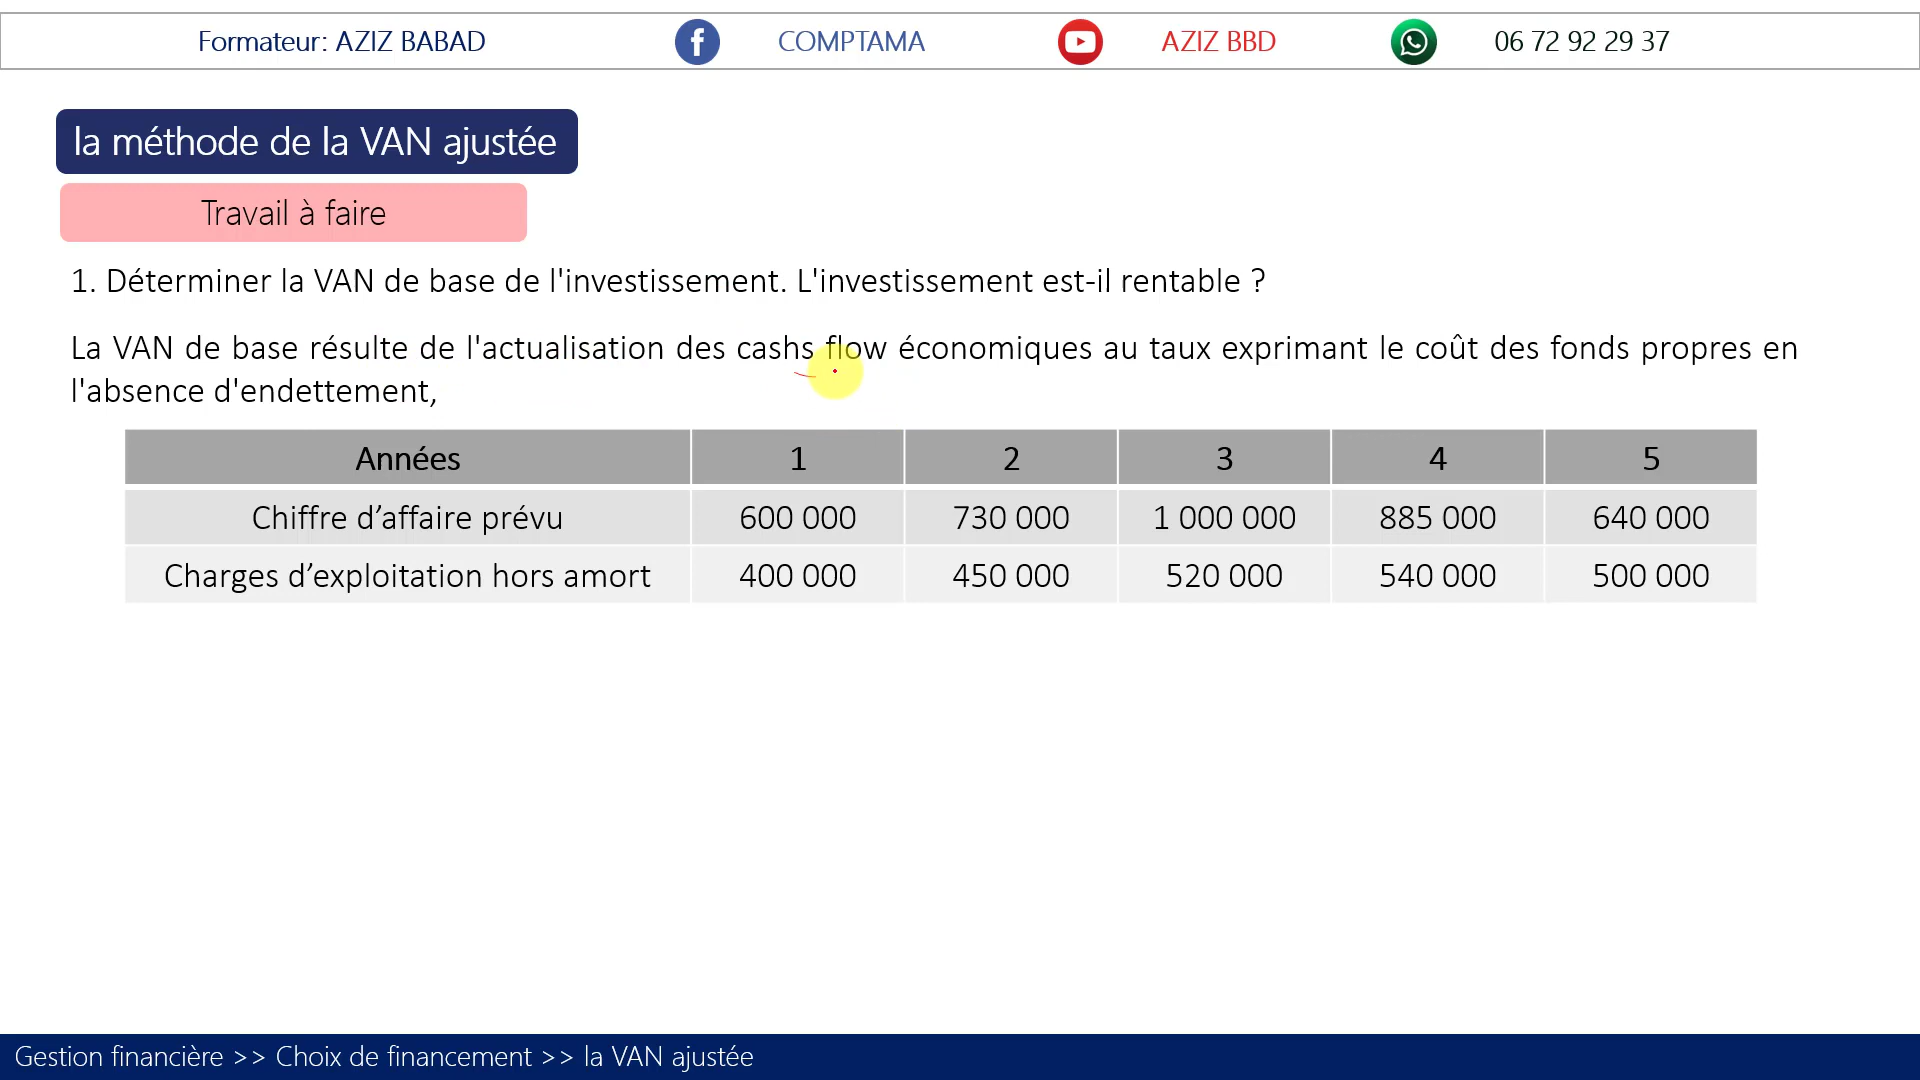 Formateur: AZIZ BABAD COMPTAMA AZIZ BBD 06 72 92 29 37
la méthode de la VAN ajustée
Travail à faire
1. Déterminer la VAN de base de l'investissement. L'investissement est-il rentable ?
La VAN de base résulte de l'actualisation des cashs flow économiques au taux exprimant le coût des fonds propres en
l'absence d'endettement,
Années 1 2 3 4 5
Chiffre d’affaire prévu 600 000 730 000 1 000 000 885 000 640 000
Charges d’exploitation hors amort 400 000 450 000 520 000 540 000 500 000
Gestion financière >> Choix de financement >> la VAN ajustée